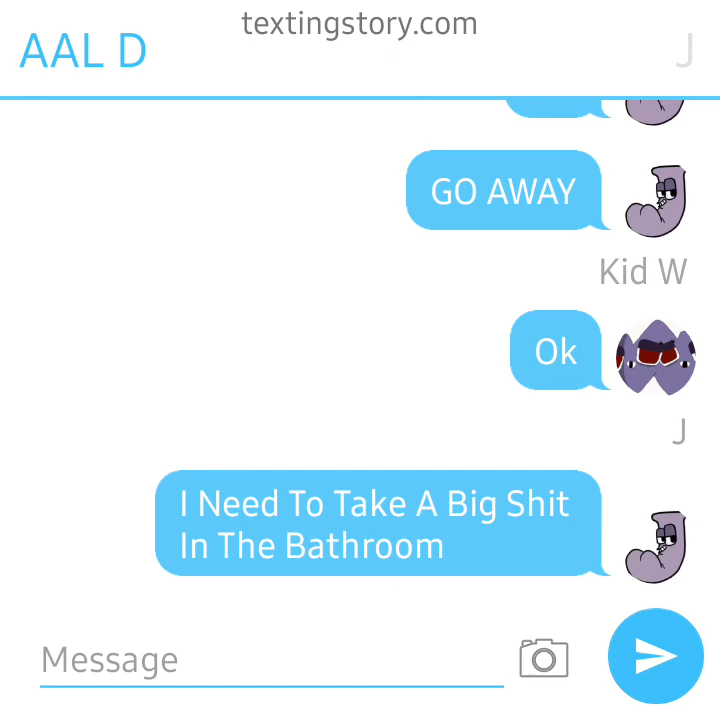 textingstory.com
AAL D
J
GO AWAY
Kid W
Ok
J
I Need To Take A Big Shit
In The Bathroom
Message